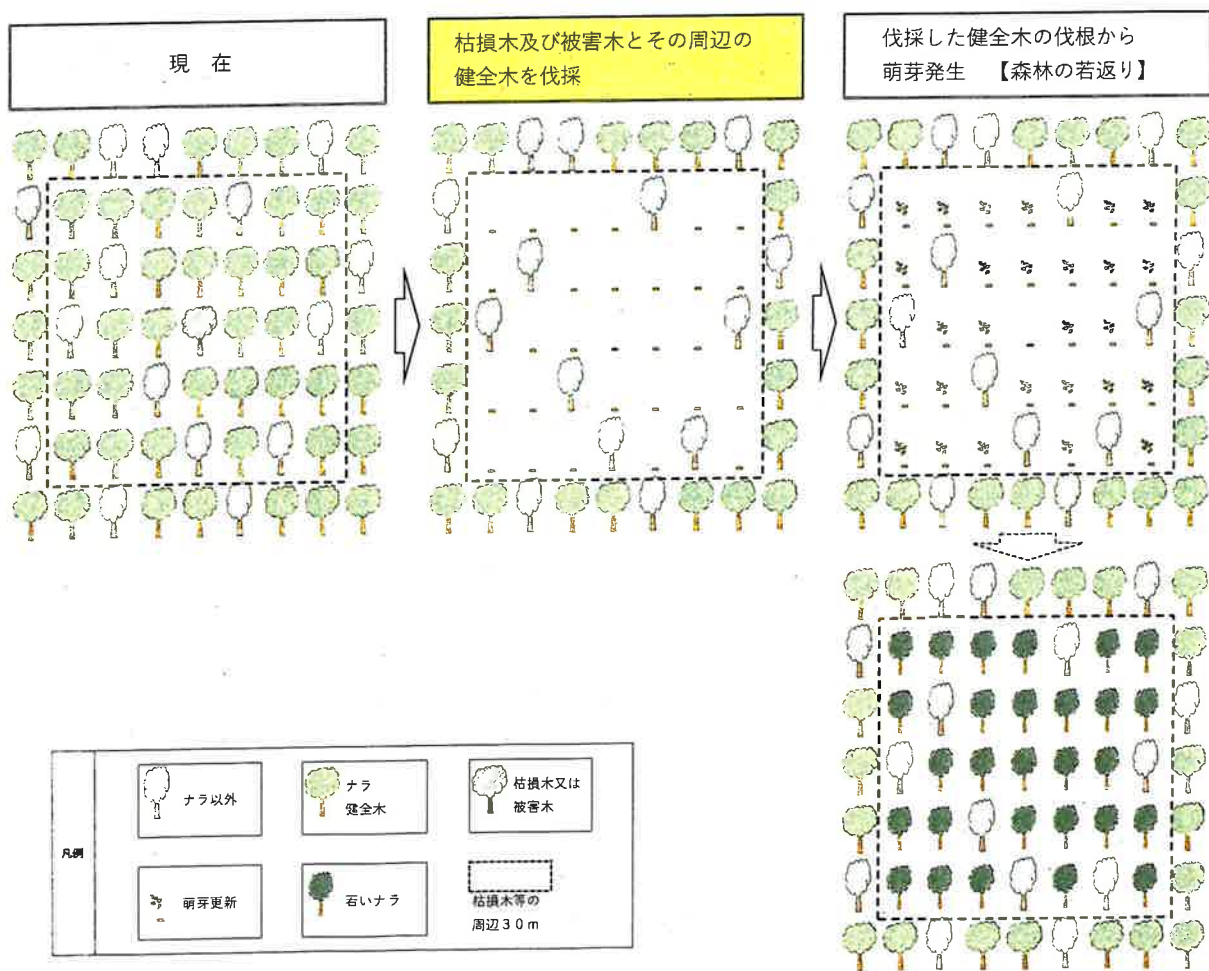 現 在
枯損木及び被害木とその周辺の
健全木を伐採
伐採した健全木の伐根から
萌芽発生 【森林の若返り】
凡例
ナラ以外
ナラ
健全木
枯損木又は
被害木
萌芽更新
若いナラ
枯損木等の
周辺30m